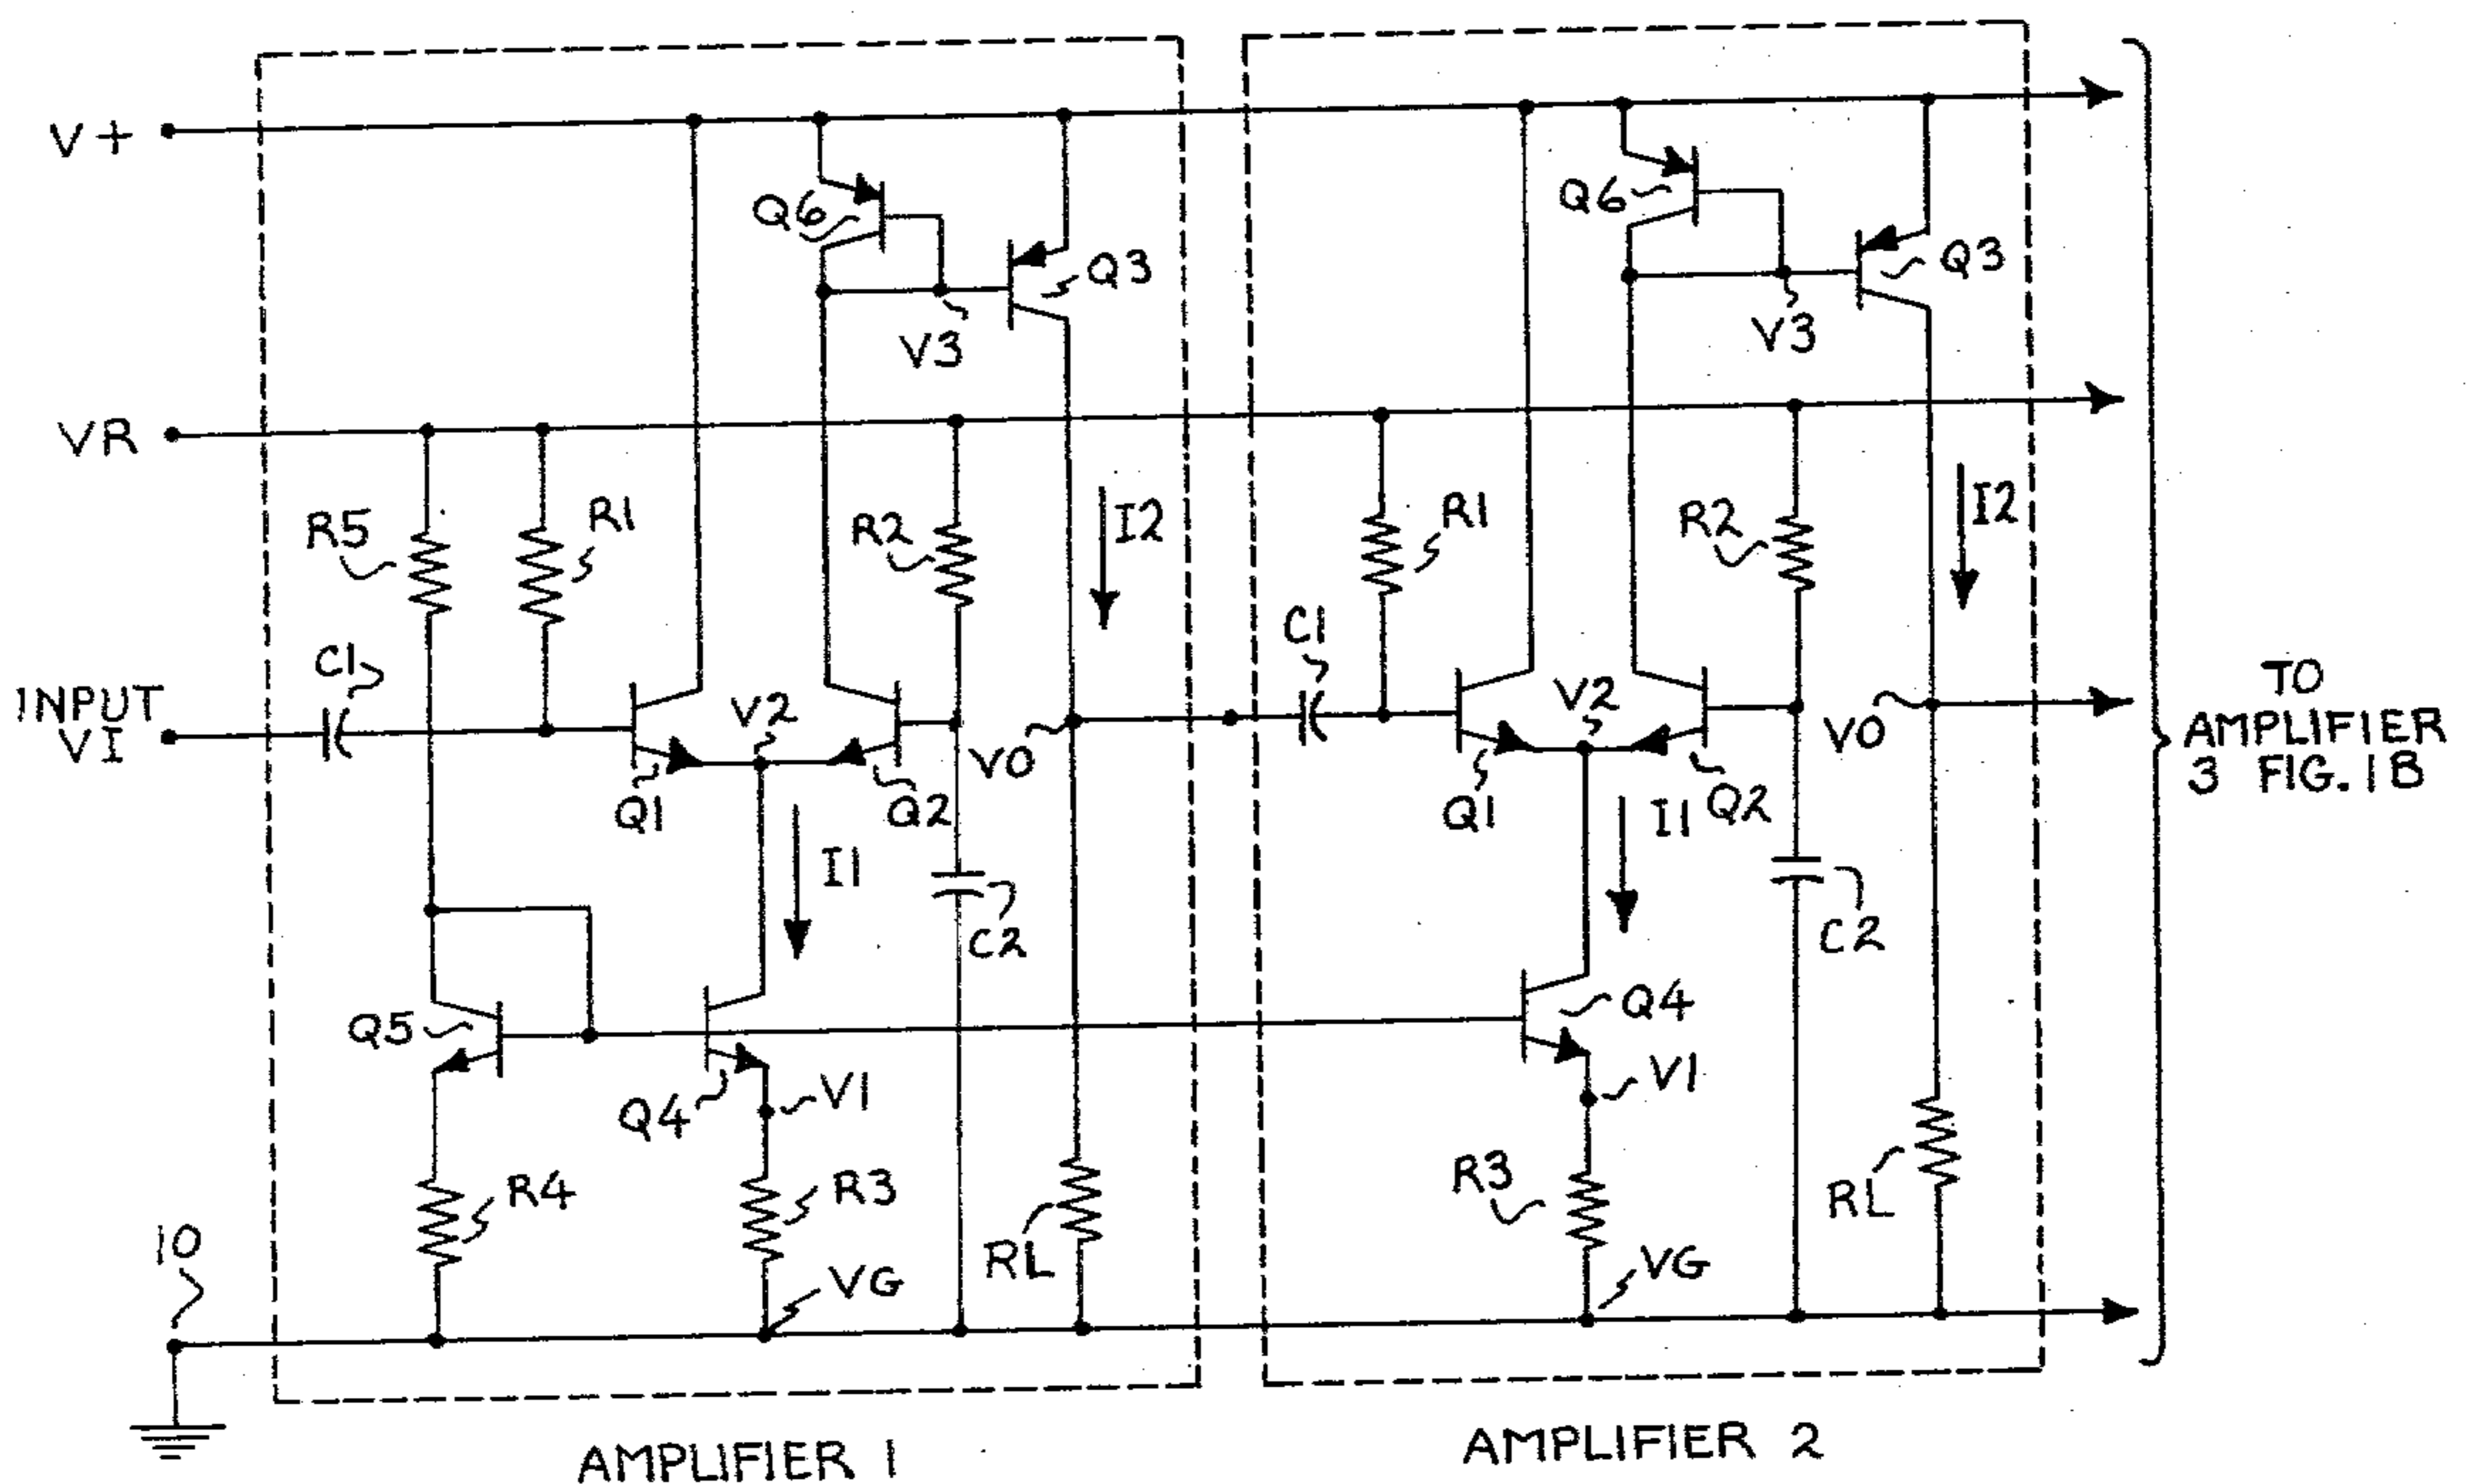 V+
Q6
Q3
V3
Q6
Q3
V3
VR
R5
R1
R2
I2
R1
R2
I2
C1
INPUT
VI
V2
Q1
Q2
VO
C1
V2
Q1
Q2
VO
TO
AMPLIFIER
3 FIG. 1B
I1
C2
I1
C2
Q5
Q4
V1
Q4
V1
R4
R3
RL
R3
RL
10
VG
VG
AMPLIFIER 1
AMPLIFIER 2